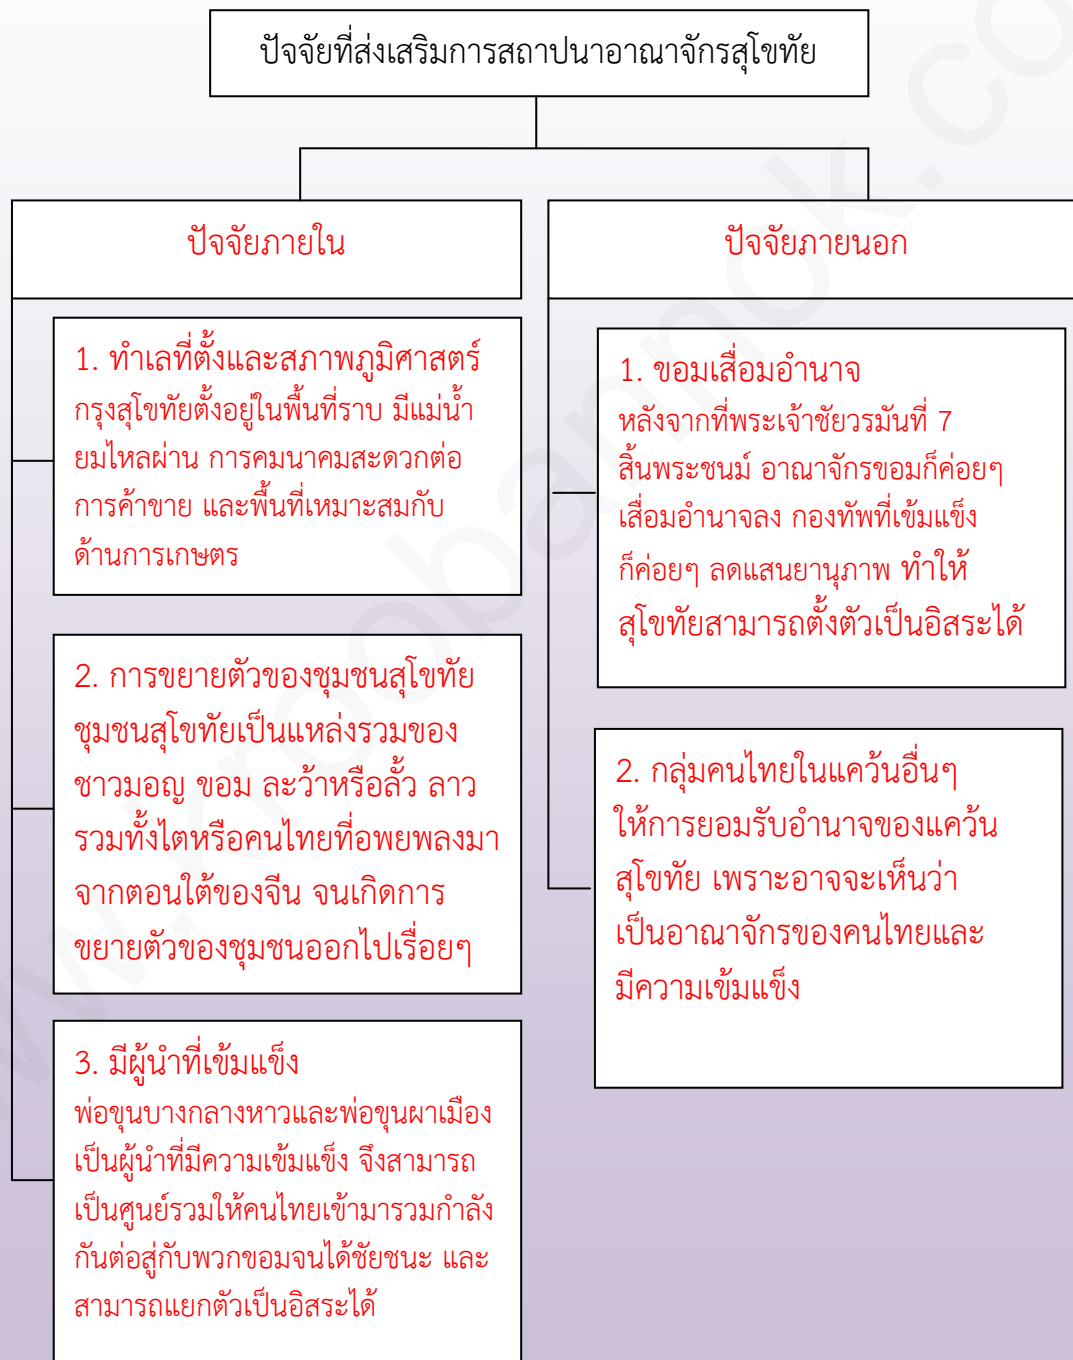 ปัจจัยที่ส่งเสริมการสถาปนาอาณาจักรสุโขทัย
ปัจจัยภายใน
1. ทำเลที่ตั้งและสภาพภูมิศาสตร์
กรุงสุโขทัยตั้งอยู่ในพื้นที่ราบ มีแม่น้ำ
ยมไหลผ่าน การคมนาคมสะดวกต่อ
การค้าขาย และพื้นที่เหมาะสมกับ
ด้านการเกษตร
2. การขยายตัวของชุมชนสุโขทัย
ชุมชนสุโขทัยเป็นแหล่งรวมของ
ชาวมอญ ขอม ละว้าหรือลั้ว ลาว
รวมทั้งไตหรือคนไทยที่อพยพลงมา
จากตอนใต้ของจีน จนเกิดการ
ขยายตัวของชุมชนออกไปเรื่อยๆ
3. มีผู้นำที่เข้มแข็ง
พ่อขุนบางกลางหาวและพ่อขุนผาเมือง
เป็นผู้นำที่มีความเข้มแข็ง จึงสามารถ
เป็นศูนย์รวมให้คนไทยเข้ามารวมกำลัง
กันต่อสู่กับพวกขอมจนได้ชัยชนะ และ
สามารถแยกตัวเป็นอิสระได้
ปัจจัยภายนอก
1. ขอมเสื่อมอำนาจ
หลังจากที่พระเจ้าชัยวรมันที่ 7
สิ้นพระชนม์ อาณาจักรขอมก็ค่อยๆ
เสื่อมอำนาจลง กองทัพที่เข้มแข็ง
ก็ค่อยๆ ลดแสนยานุภาพ ทำให้
สุโขทัยสามารถตั้งตัวเป็นอิสระได้
2. กลุ่มคนไทยในแคว้นอื่นๆ
ให้การยอมรับอำนาจของแคว้น
สุโขทัย เพราะอาจจะเห็นว่า
เป็นอาณาจักรของคนไทยและ
มีความเข้มแข็ง